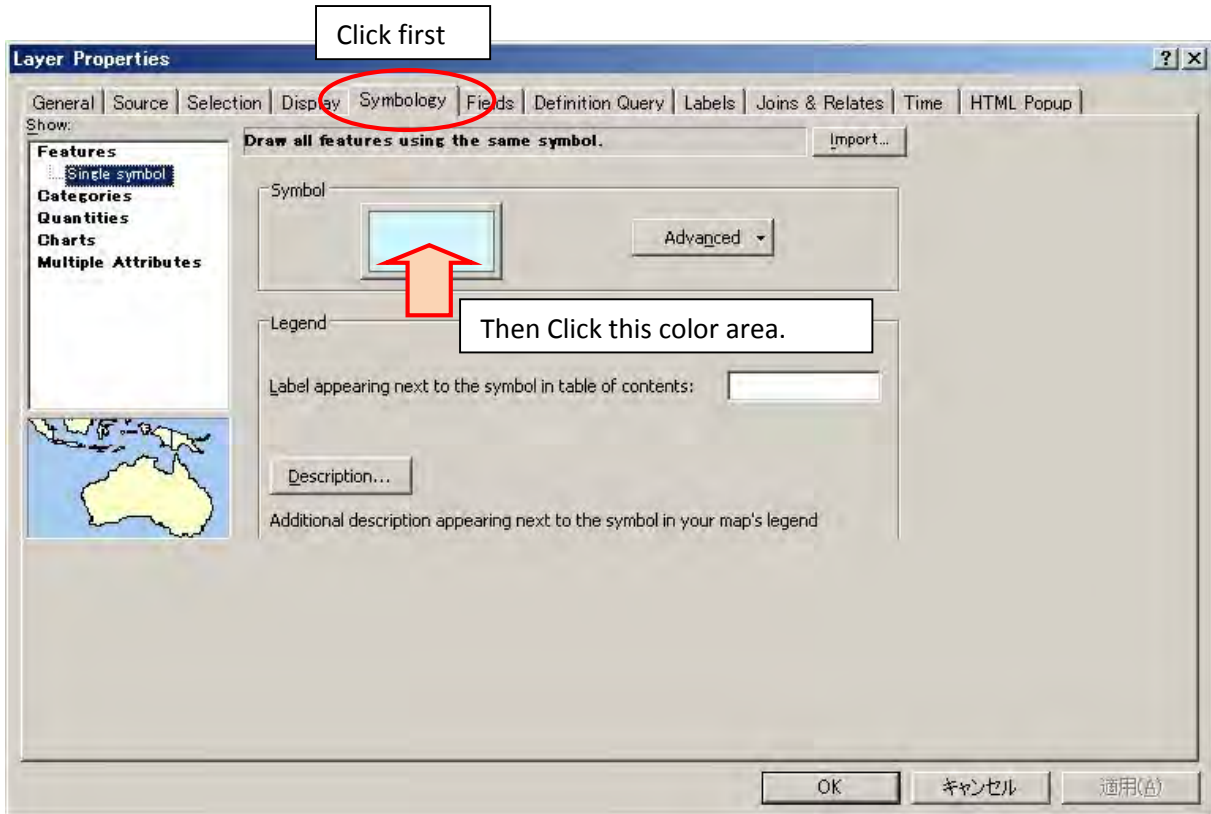 Click first
Layer Properties
? X
General Source Selection Display Symbology Fields Definition Query Labels Joins & Relates Time HTML Popup
Show:
Features
Single symbol
Categories
Quantities
Charts
Multiple Attributes
Draw all features using the same symbol.
Import...
Symbol
Advanced
Then Click this color area.
Legend
Label appearing next to the symbol in table of contents:
Description...
Additional description appearing next to the symbol in your map's legend
OK キャンセル 適用(A)